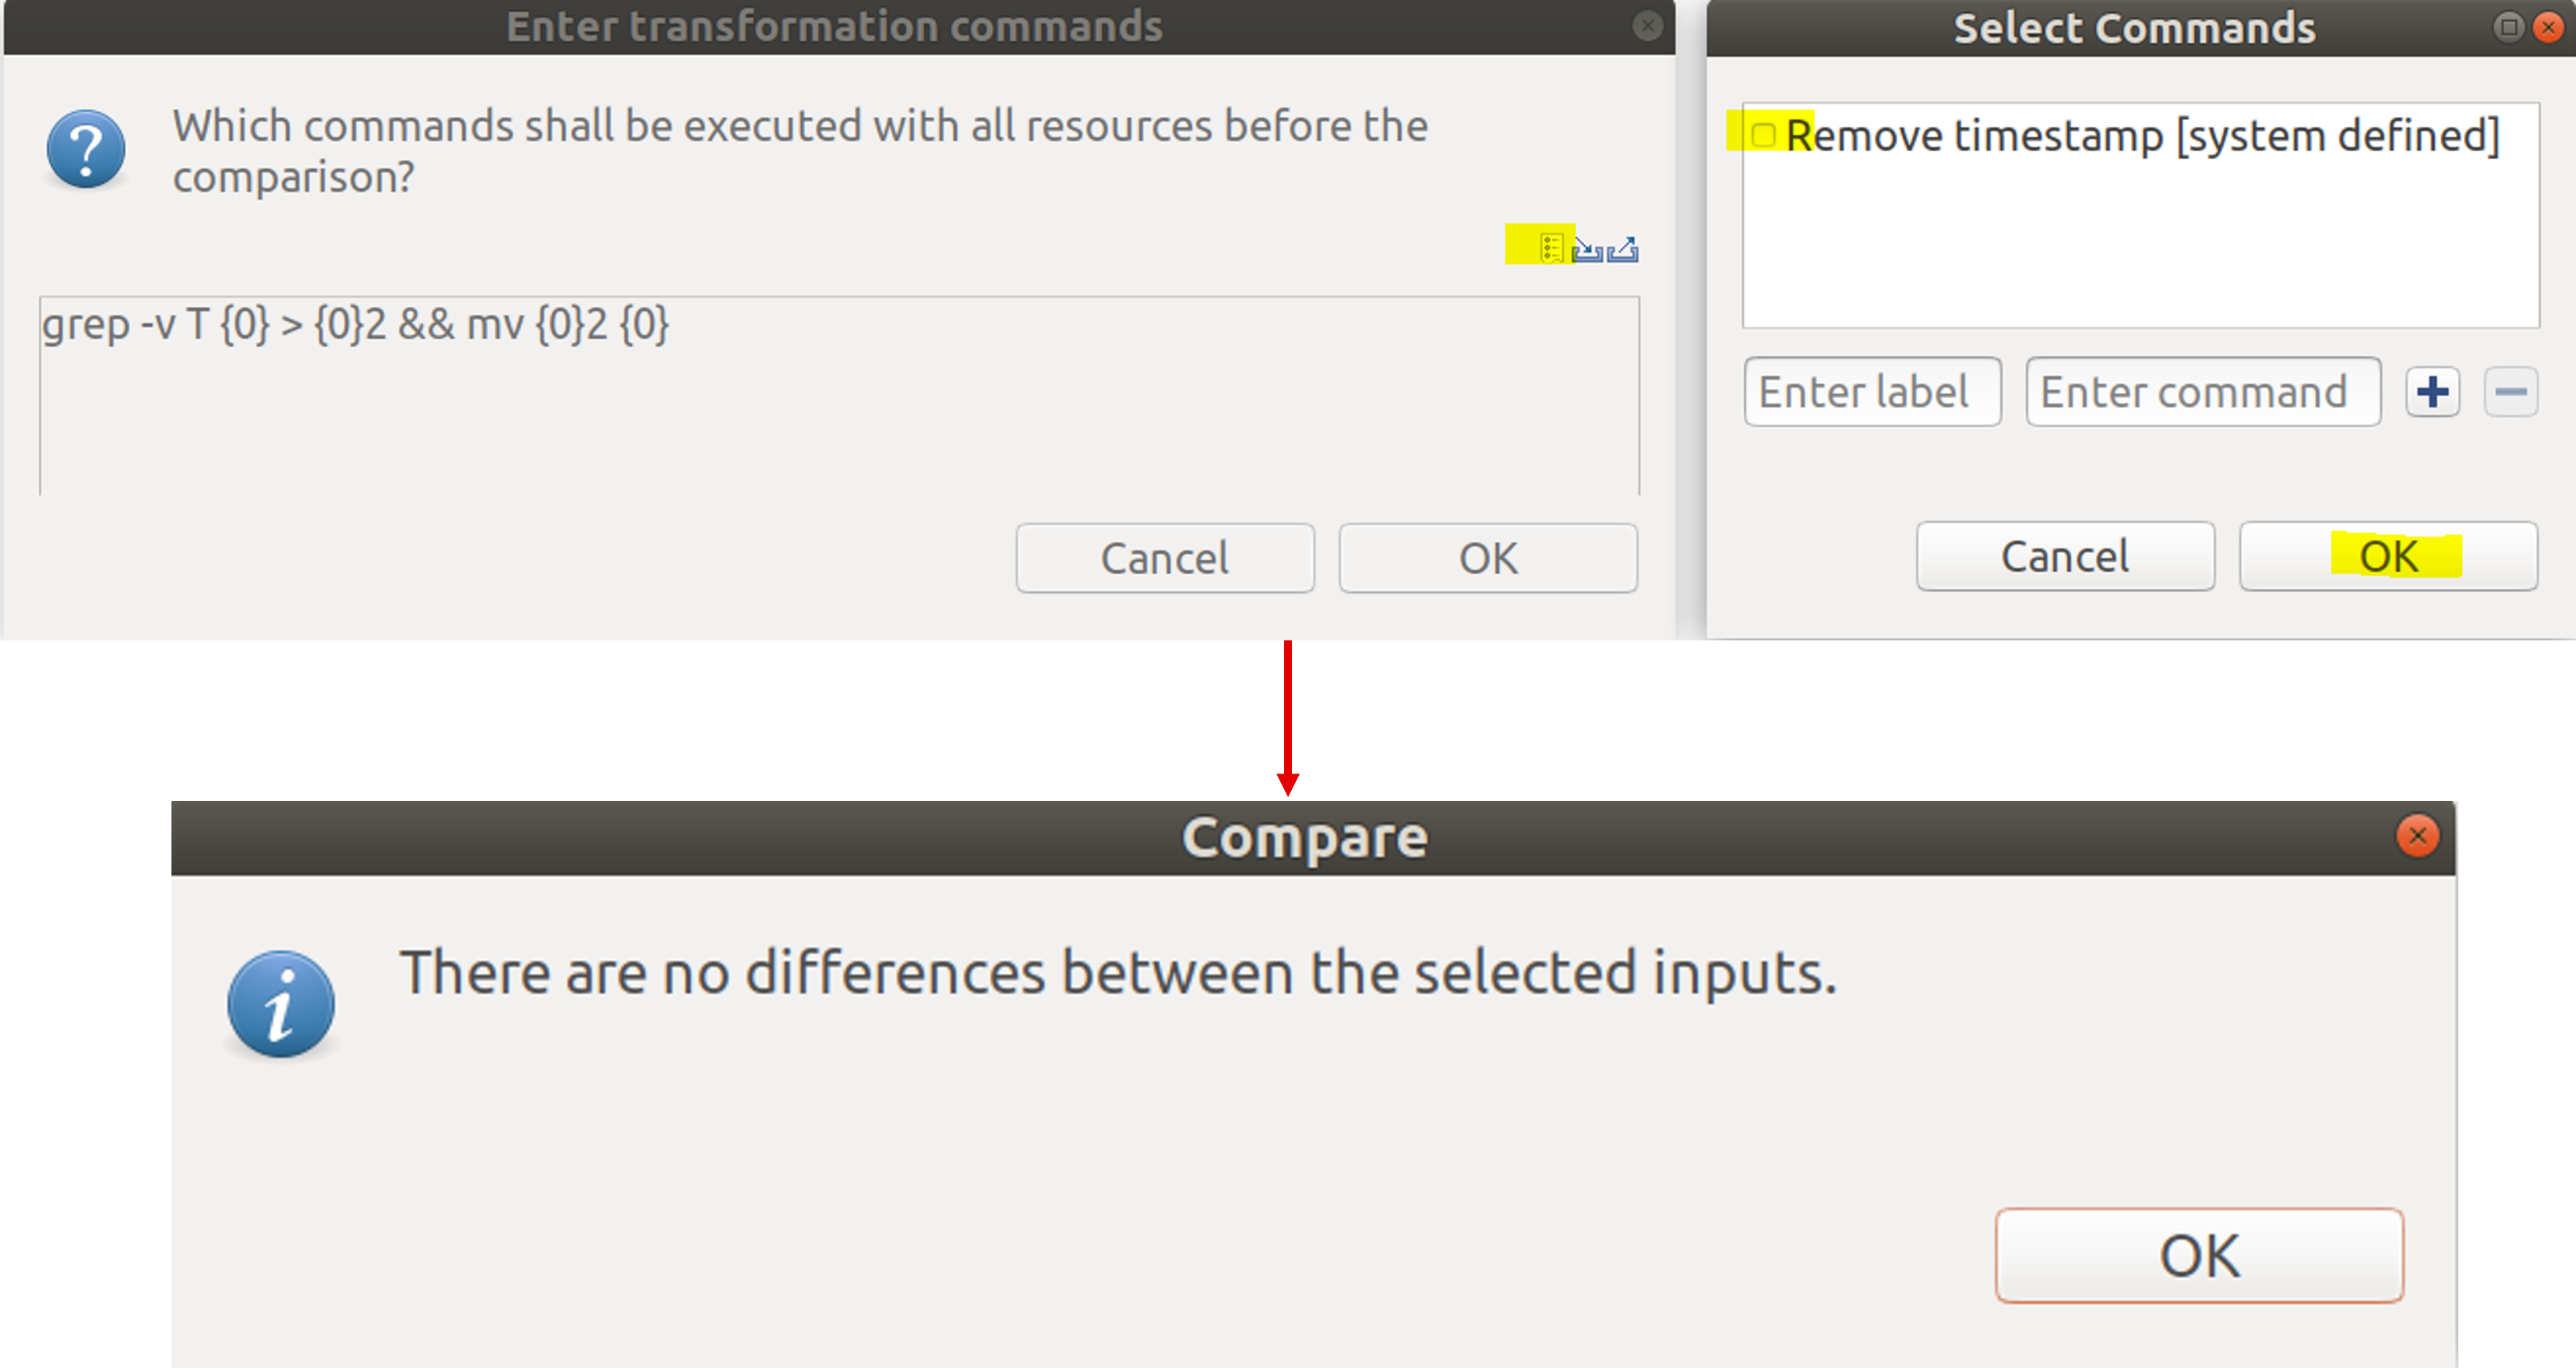 Enter transformation commands
Which commands shall be executed with all resources before the
comparison?
grep -v T {0} > {0}2 && mv {0}2 {0}
Cancel
OK
Select Commands
Remove timestamp [system defined]
Enter label
Enter command
Cancel
OK
Compare
There are no differences between the selected inputs.
OK